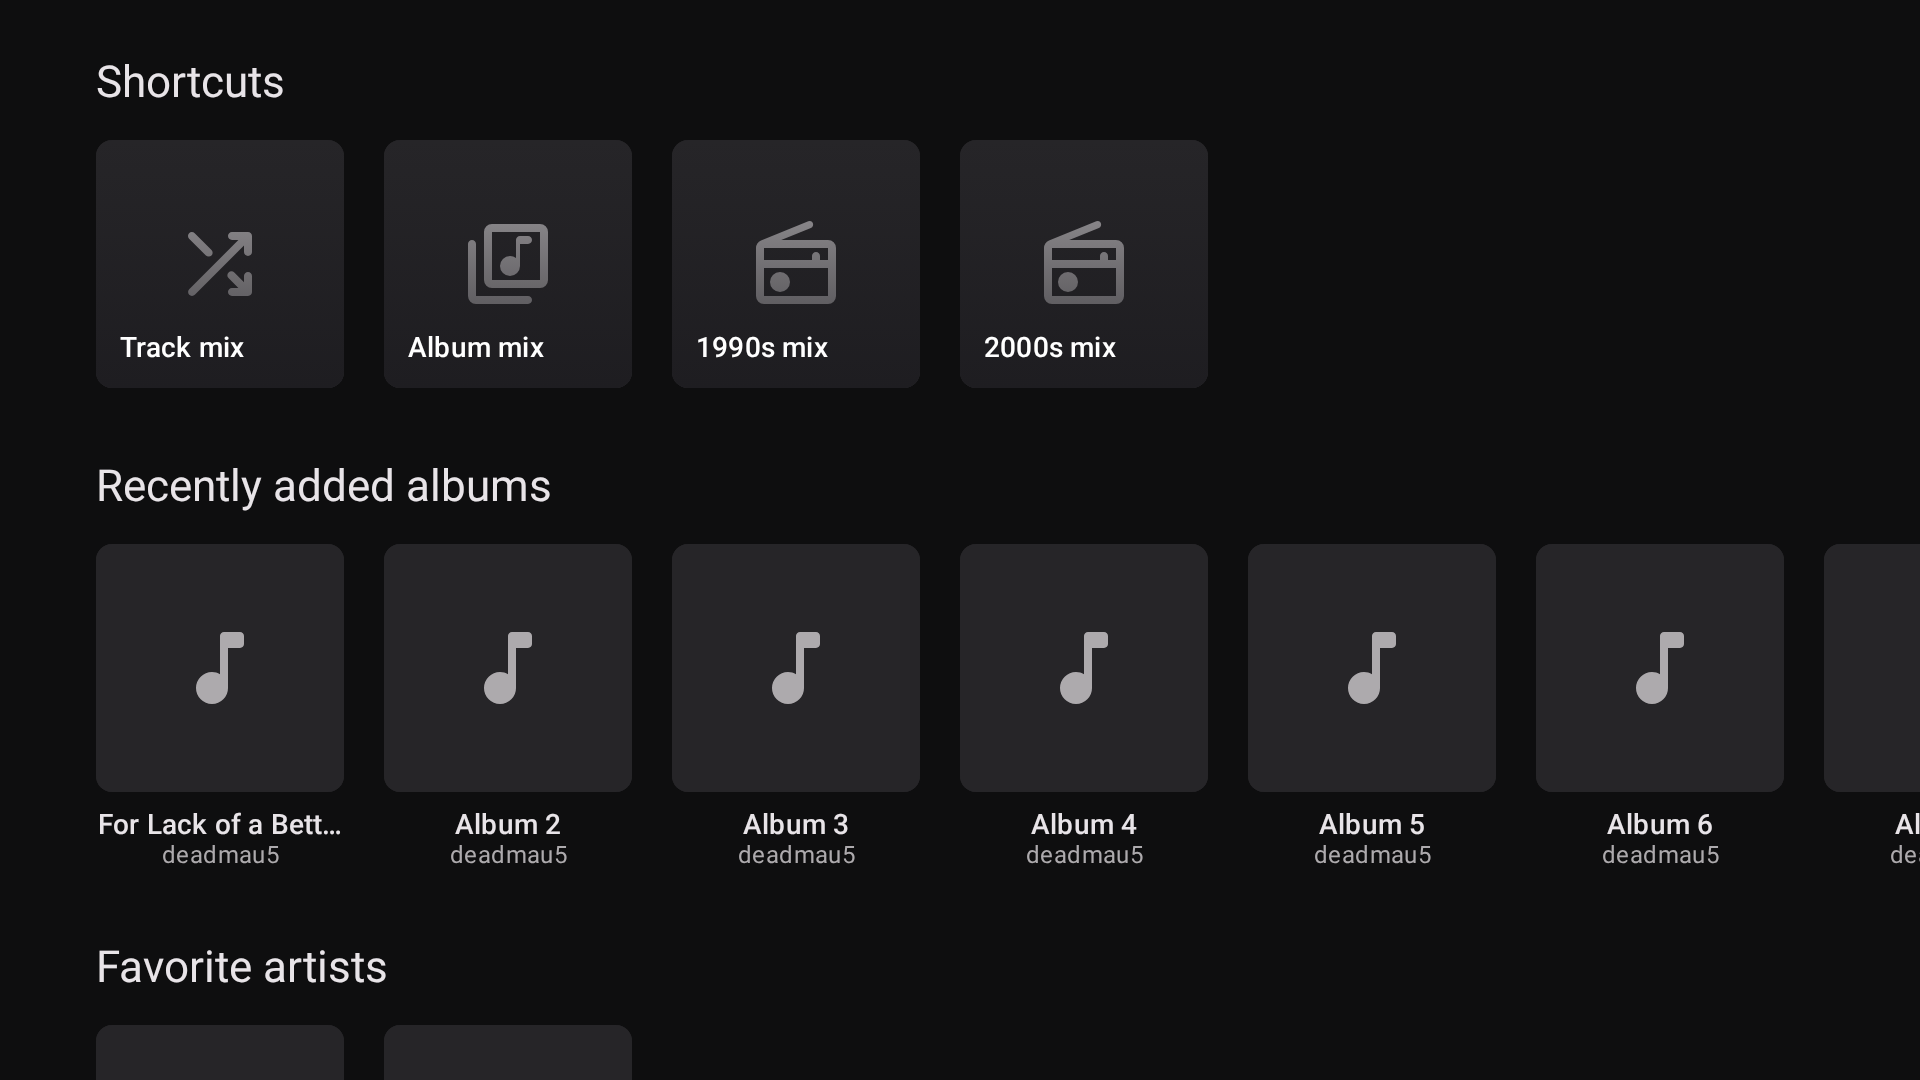 Shortcuts
Track mix
Album mix
1990s mix
2000s mix
Recently added albums
For Lack of a Bett…
deadmau5
Album 2
deadmau5
Album 3
deadmau5
Album 4
deadmau5
Album 5
deadmau5
Album 6
deadmau5
Favorite artists